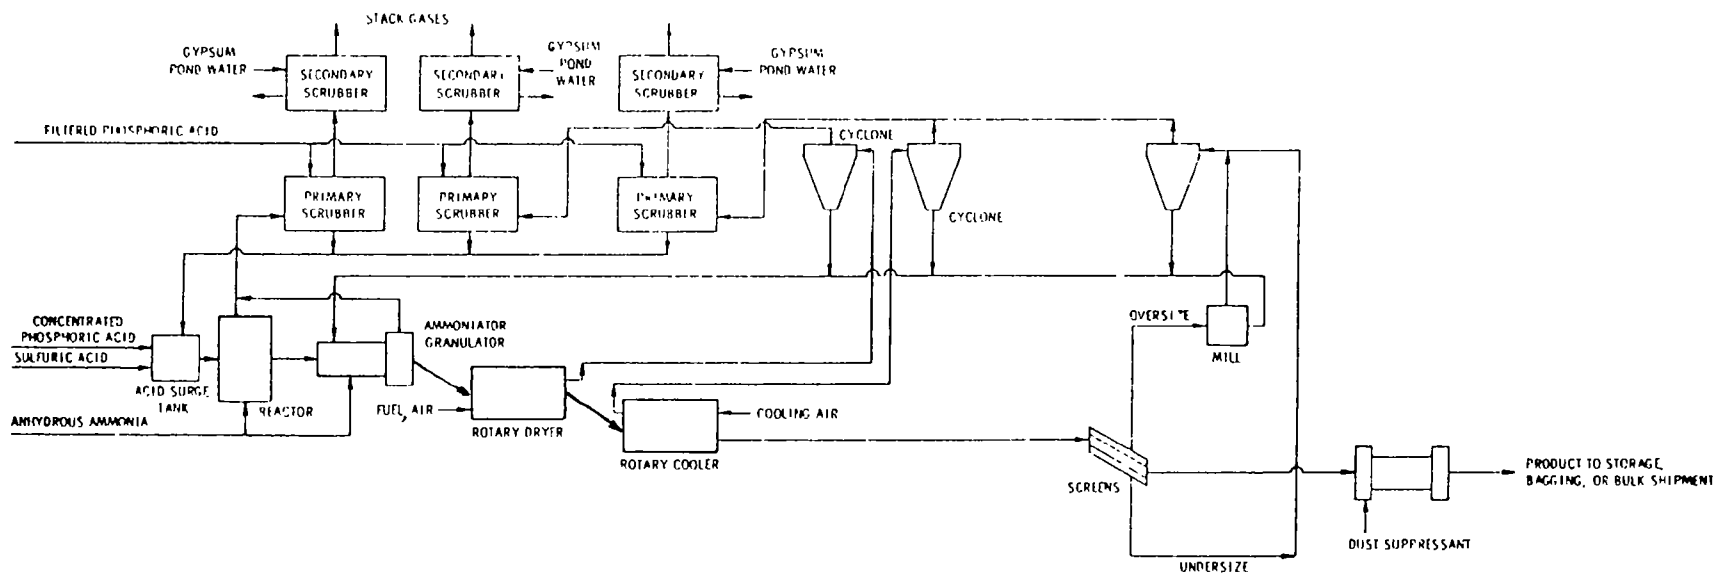 STACK GASES
GYPSUM
POND WATER
SECONDARY
SCRUBBER
SECONDARY
SCRUBBER
GYPSUM
POND
WATER
SECONDARY
SCRUBBER
GYPSUM
POND WATER
FILTERED PHOSPHORIC ACID
CYCLONE
PRIMARY
SCRUBBER
PRIMARY
SCRUBBER
PRIMARY
SCRUBBER
CYCLONE
CONCENTRATED
PHOSPHORIC ACID
SULFURIC ACID
ACID SURGE
TANK
REACTOR
ANHYDROUS AMMONIA
AMMONIATOR
GRANULATOR
FUEL, AIR
ROTARY DRYER
COOLING AIR
ROTARY COOLER
OVERSIZE
MILL
SCREENS
UNDERSIZE
PRODUCT TO STORAGE,
BAGGING, OR BULK SHIPMENT
DUST SUPPRESSANT